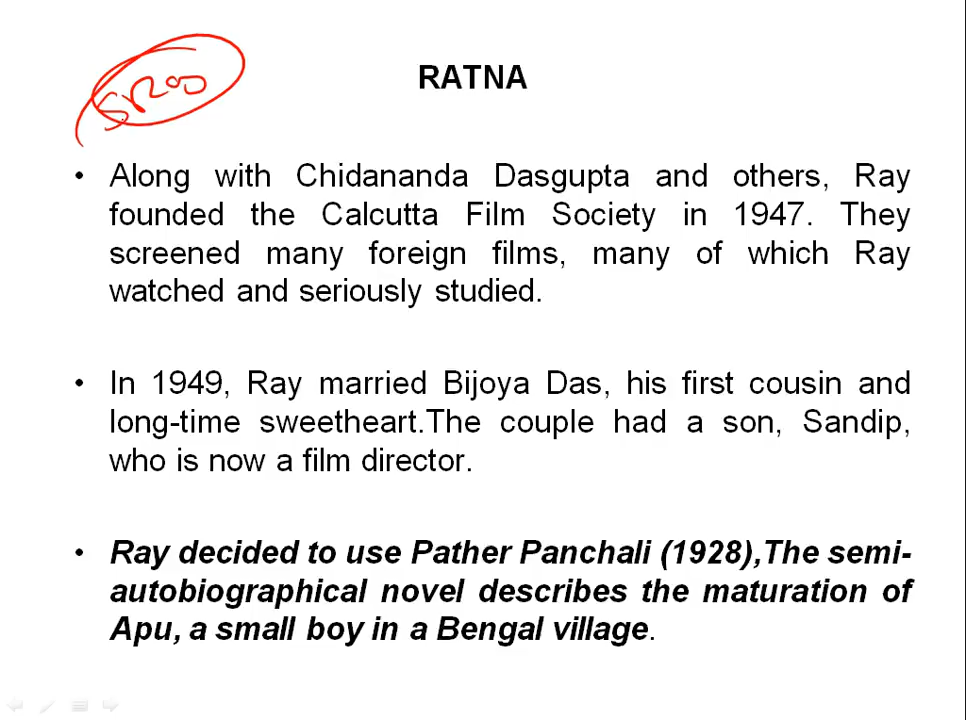 RATNA
• Along with Chidananda Dasgupta and others, Ray
founded the Calcutta Film Society in 1947. They
screened many foreign films, many of which Ray
watched and seriously studied.
• In 1949, Ray married Bijoya Das, his first cousin and
long-time sweetheart.The couple had a son, Sandip,
who is now a film director.
• Ray decided to use Pather Panchali (1928),The semi-
autobiographical novel describes the maturation of
Apu, a small boy in a Bengal village.